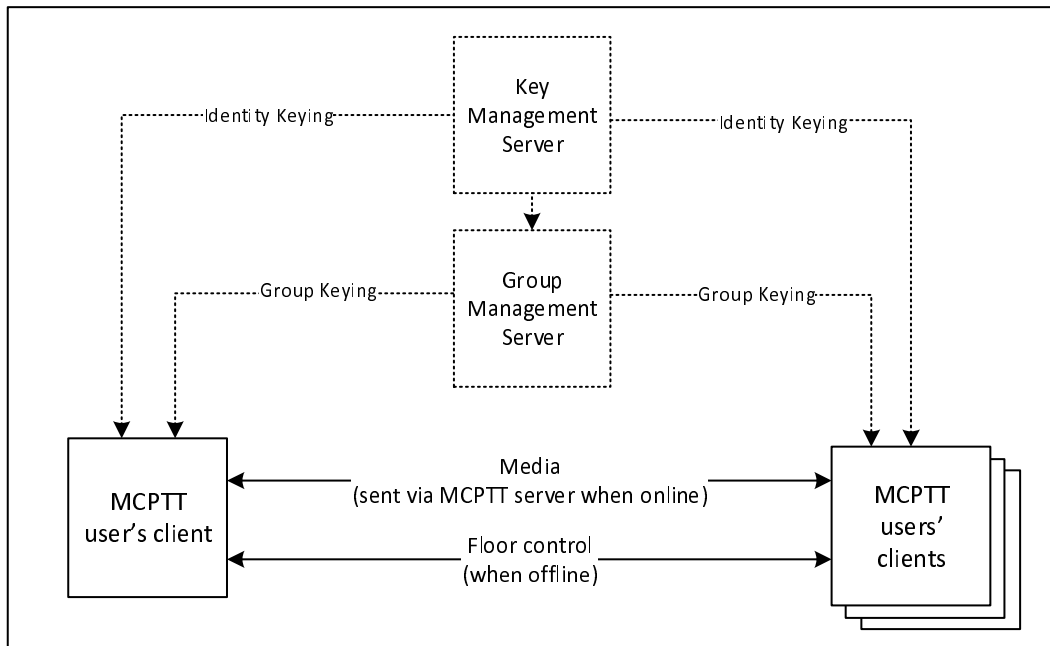 Key
Management
Server
Identity Keying
Identity Keying
Group
Management
Server
Group Keying
Group Keying
MCPTT
user’s client
Media
(sent via MCPTT server when online)
Floor control
(when offline)
MCPTT
users’
clients